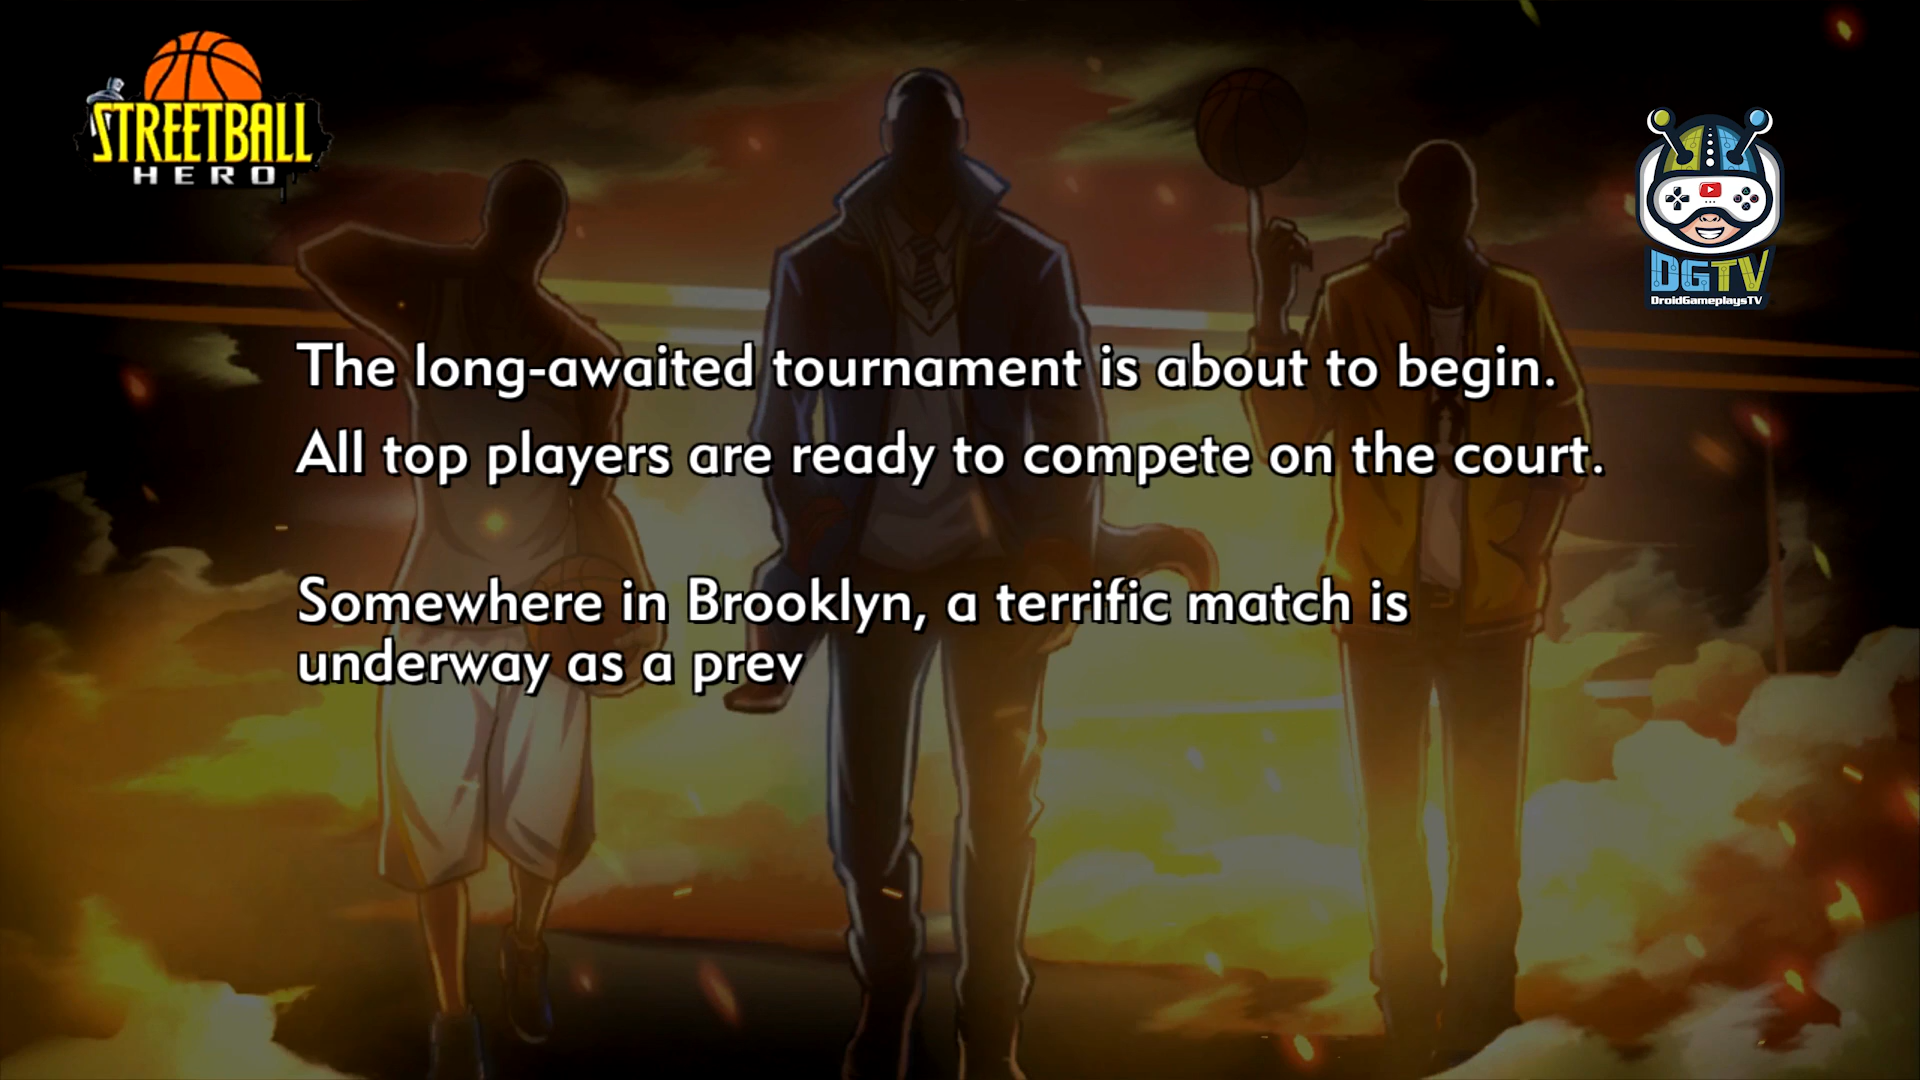 STREETBALL
HERO
DGTV
DroidGameplaysTV
The long-awaited tournament is about to begin.
All top players are ready to compete on the court.
Somewhere in Brooklyn, a terrific match is
underway as a prev